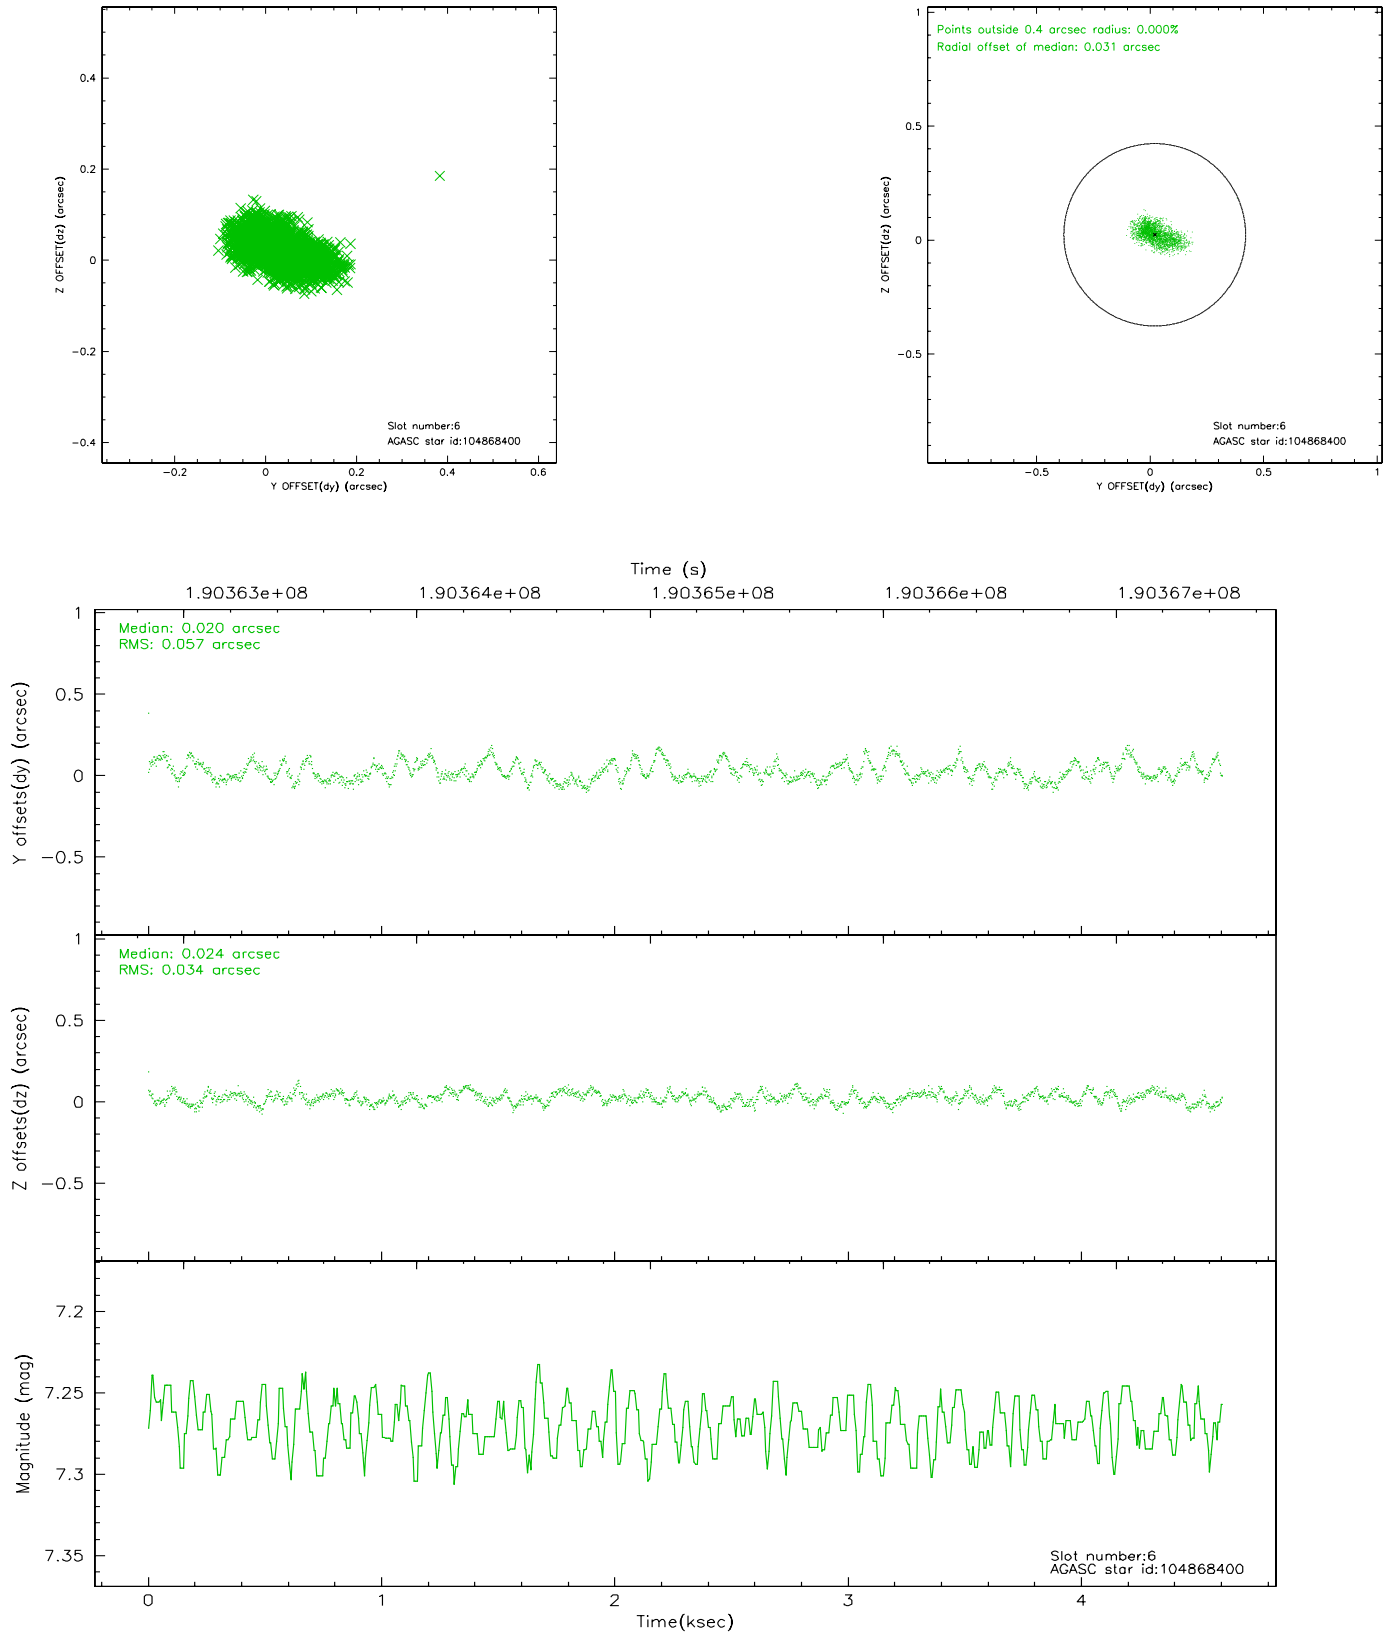 0.4
0.2
0
−0.2
−0.4
Z OFFSET(dz) (arcsec)
Slot number:6
AGASC star id:104868400
−0.2 0 0.2 0.4 0.6
Y OFFSET(dy) (arcsec)
Points outside 0.4 arcsec radius: 0.000%
Radial offset of median: 0.031 arcsec
1
0.5
0
−0.5
Z OFFSET(dz) (arcsec)
Slot number:6
AGASC star id:104868400
−0.5 0 0.5 1
Y OFFSET(dy) (arcsec)
Time (s)
1.90363e+08 1.90364e+08 1.90365e+08 1.90366e+08 1.90367e+08
Median: 0.020 arcsec
RMS: 0.057 arcsec
1
0.5
0
−0.5
Y offsets(dy) (arcsec)
Median: 0.024 arcsec
RMS: 0.034 arcsec
1
0.5
0
−0.5
Z offsets(dz) (arcsec)
7.2
7.25
7.3
7.35
Magnitude (mag)
Slot number:6
AGASC star id:104868400
0 1 2 3 4
Time(ksec)